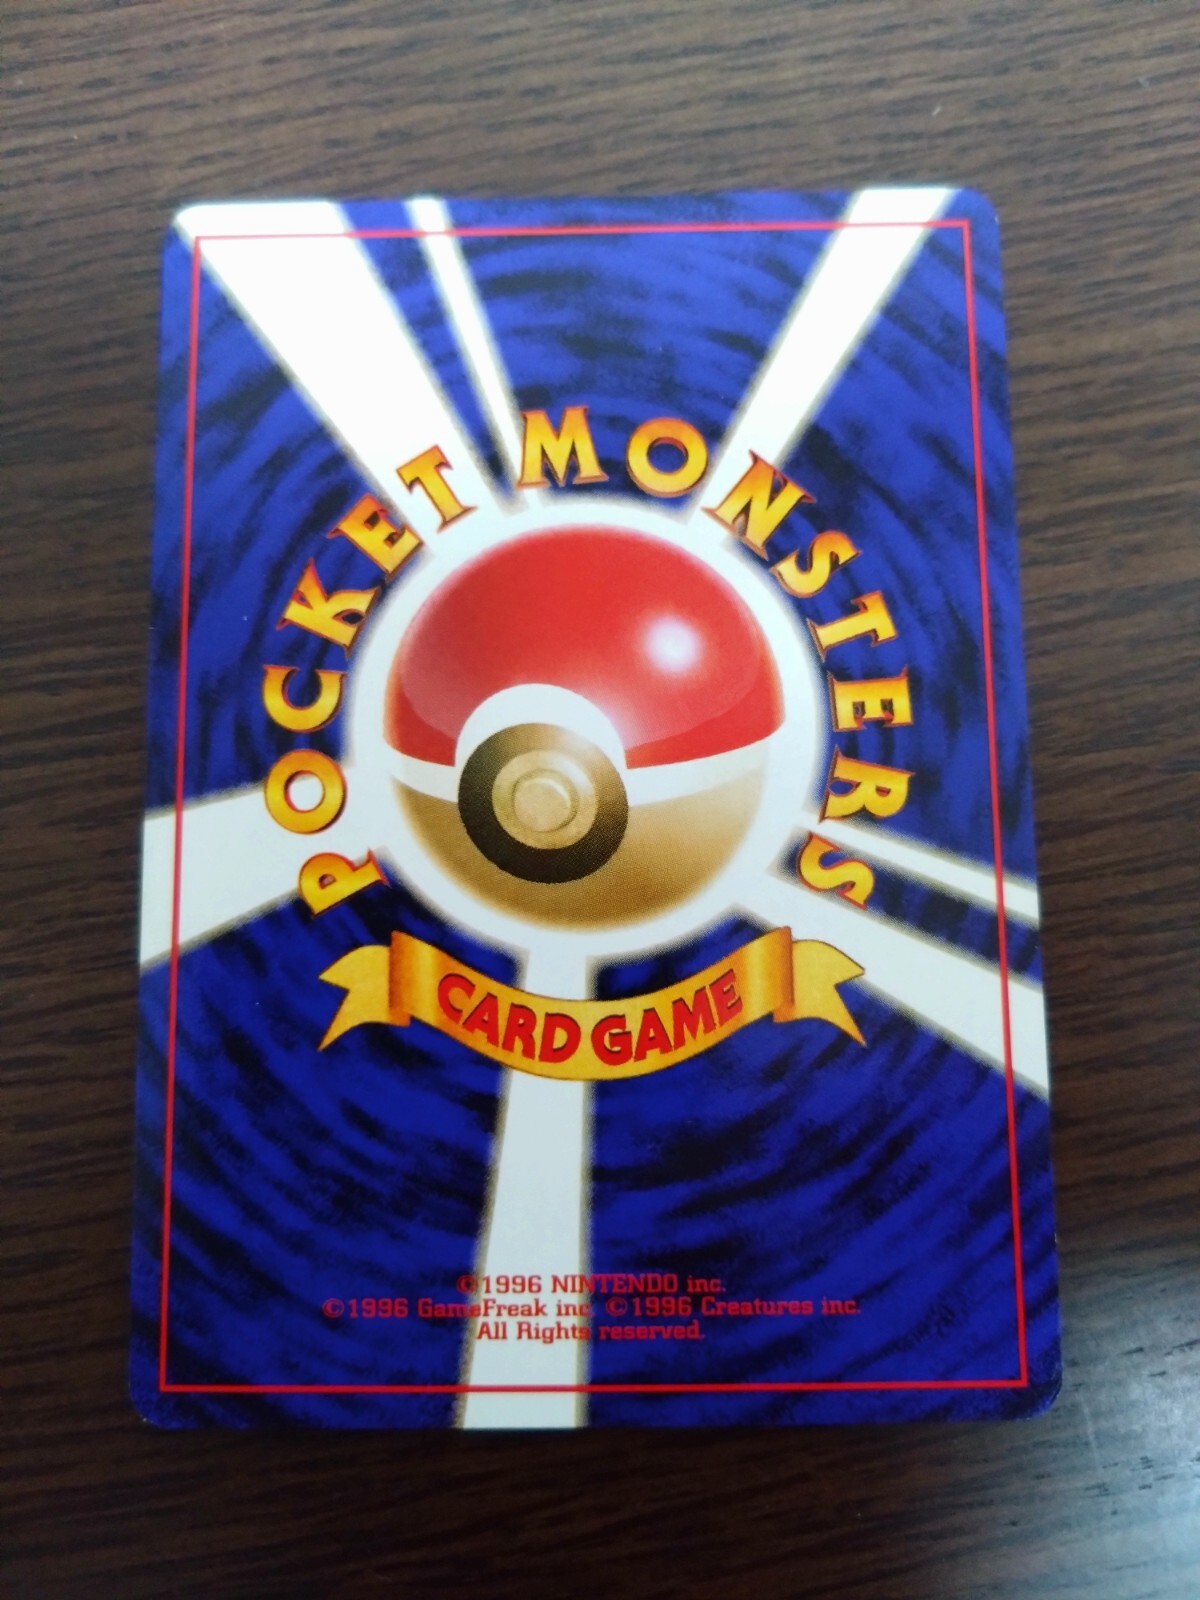 POCKET MONSTERS
CARD GAME
©1996 NINTENDO inc.
©1996 GameFreak inc. ©1996 Creatures inc.
All Rights reserved.